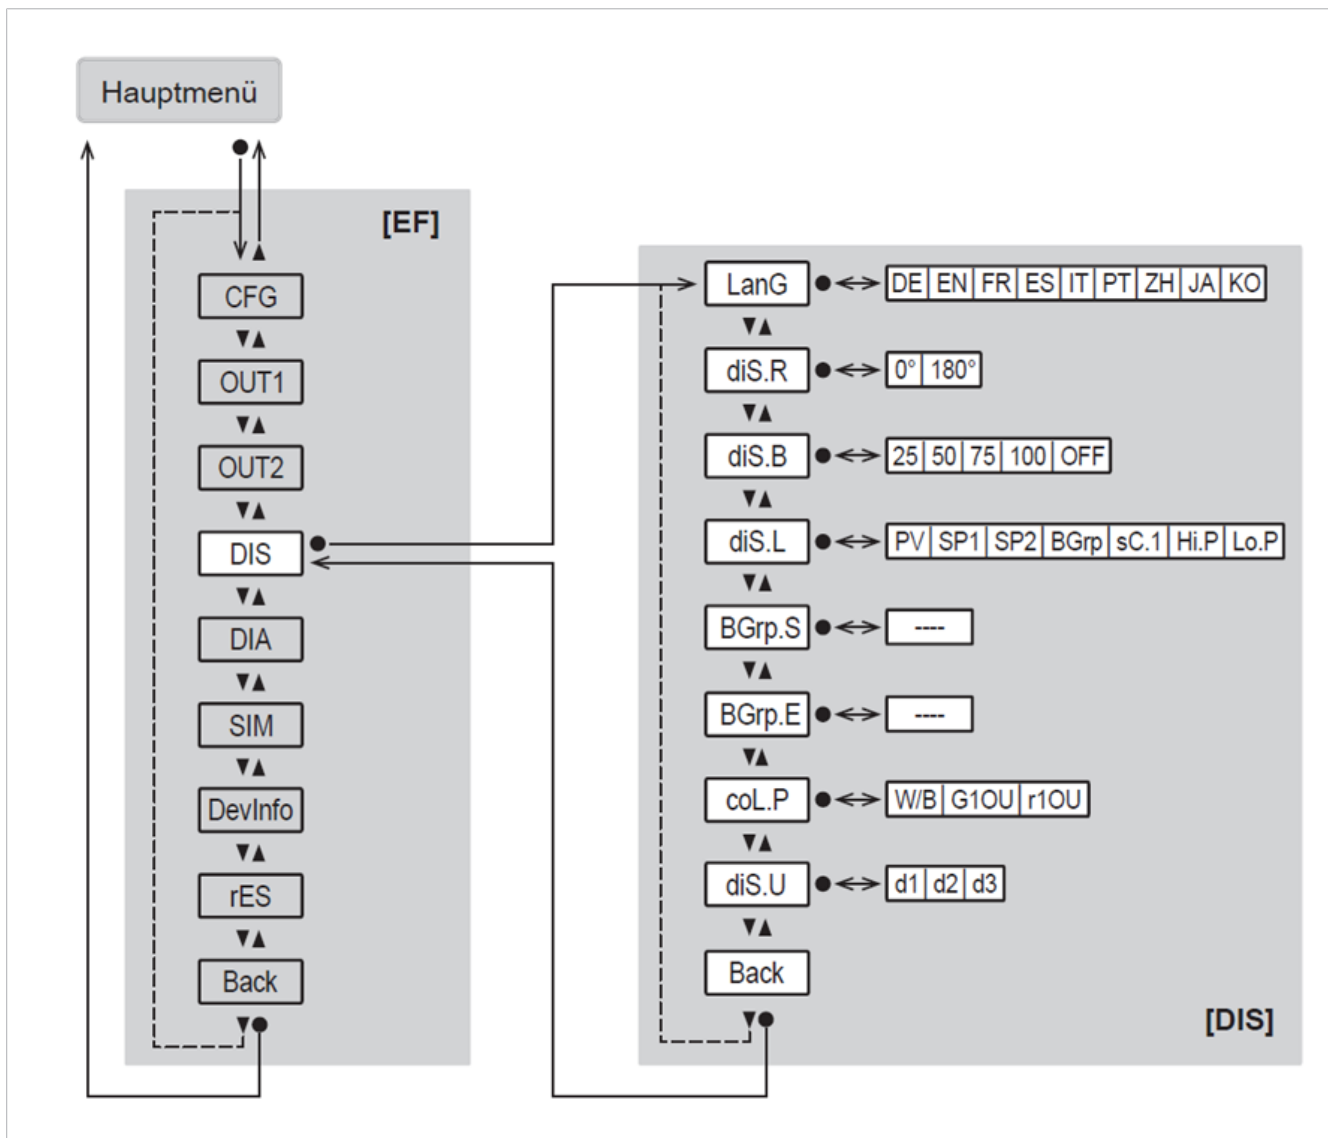 Hauptmenü
[EF]
CFG
OUT1
OUT2
DIS
DIA
SIM
DevInfo
rES
Back
LanG DE EN FR ES IT PT ZH JA KO
diS.R 0° 180°
diS.B 25 50 75 100 OFF
diS.L PV SP1 SP2 BGrp sC.1 Hi.P Lo.P
BGrp.S ----
BGrp.E ----
coL.P W/B G1OU r1OU
diS.U d1 d2 d3
Back
[DIS]